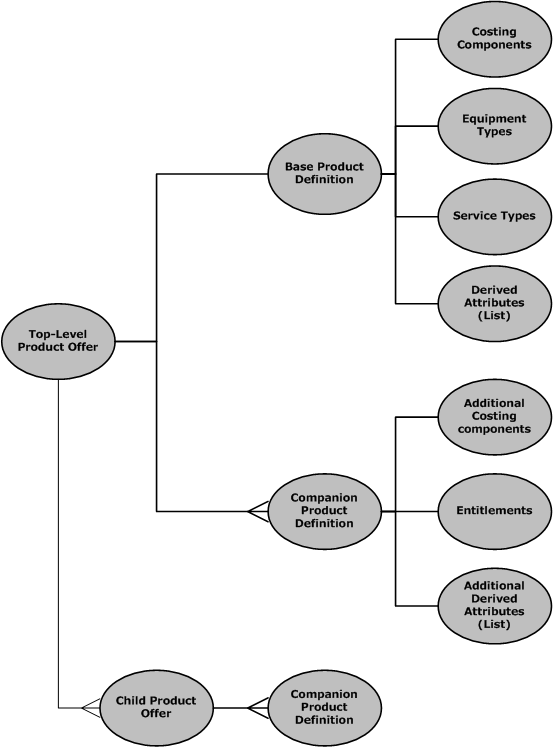 Costing
Components
Equipment
Types
Base Product
Definition
Service Types
Derived
Attributes
(List)
Top-Level
Product Offer
Additional
Costing
components
Companion
Product
Definition
Entitlements
Additional
Derived
Attributes
(List)
Child Product
Offer
Companion
Product
Definition